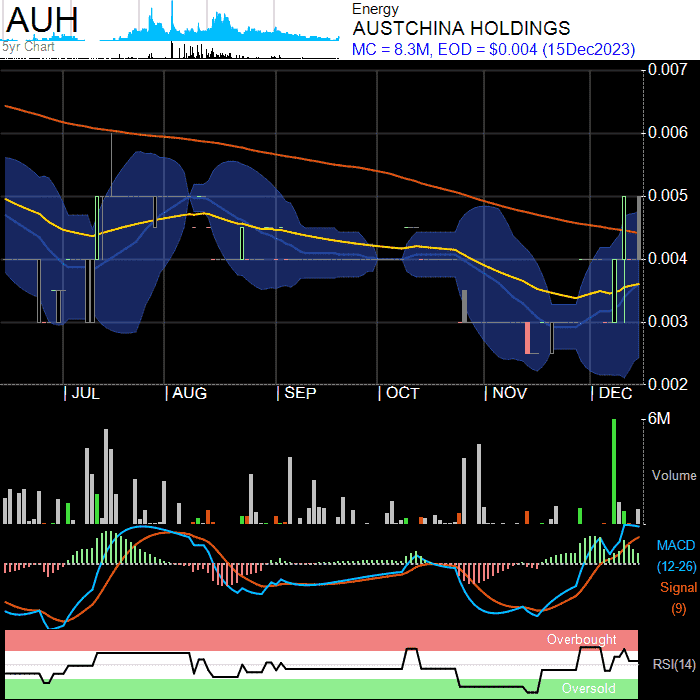 AUH
5yr Chart
Energy
AUSTCHINA HOLDINGS
MC = 8.3M, EOD = $0.004 (15Dec2023)
0.007
0.006
0.005
0.004
0.003
0.002
JUL AUG SEP OCT NOV DEC
6M
Volume
MACD
(12-26)
Signal
(9)
Overbought
RSI(14)
Oversold